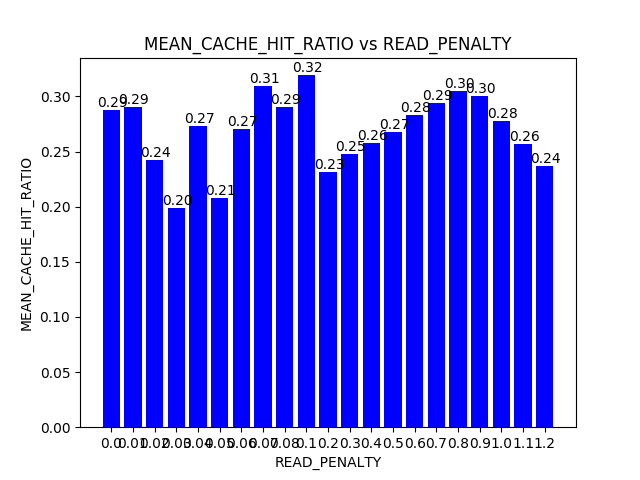 MEAN_CACHE_HIT_RATIO vs READ_PENALTY
MEAN_CACHE_HIT_RATIO
0.30
0.25
0.20
0.15
0.10
0.05
0.00
0.29 0.29 0.24 0.20 0.27 0.21 0.27 0.31 0.29 0.32 0.23 0.25 0.26 0.27 0.28 0.29 0.30 0.30 0.28 0.26 0.24
0.0 0.01 0.02 0.03 0.04 0.05 0.06 0.07 0.08 0.1 0.2 0.3 0.4 0.5 0.6 0.7 0.8 0.9 1.0 1.1 1.2
READ_PENALTY